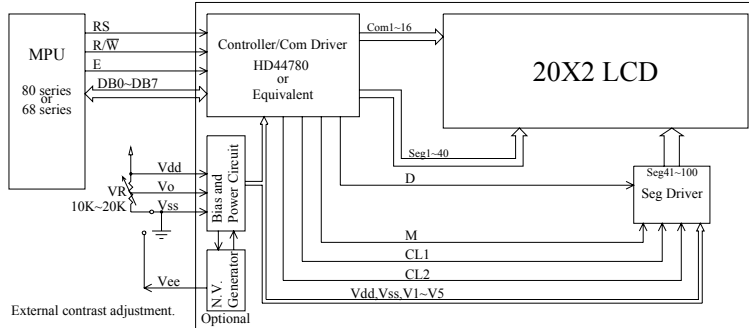 MPU
80 series
or
68 series
RS
R/W̅
E
DB0~DB7
Controller/Com Driver
HD44780
or
Equivalent
Com1~16
20X2 LCD
Seg1~40
Seg41~100
Seg Driver
D
M
CL1
CL2
Vdd,Vss,V1~V5
Vdd
Vo
Vss
VR
10K~20K
Bias and
Power Circuit
Vee
N.V.
Generator
Optional
External contrast adjustment.